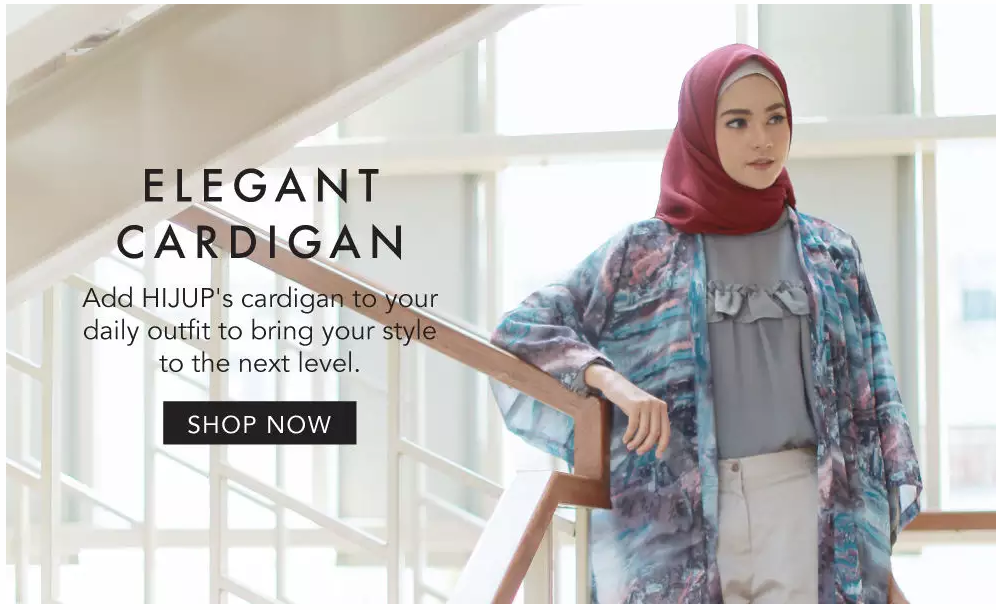 ELEGANT
CARDIGAN
Add HIJUP's cardigan to your
daily outfit to bring your style
to the next level.
SHOP NOW